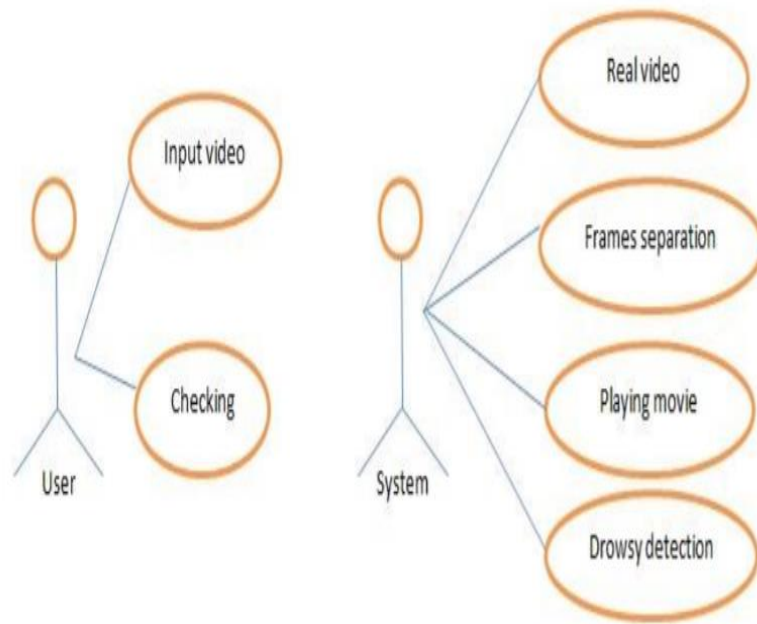 Input video
Checking
User
Real video
Frames separation
Playing movie
Drowsy detection
System